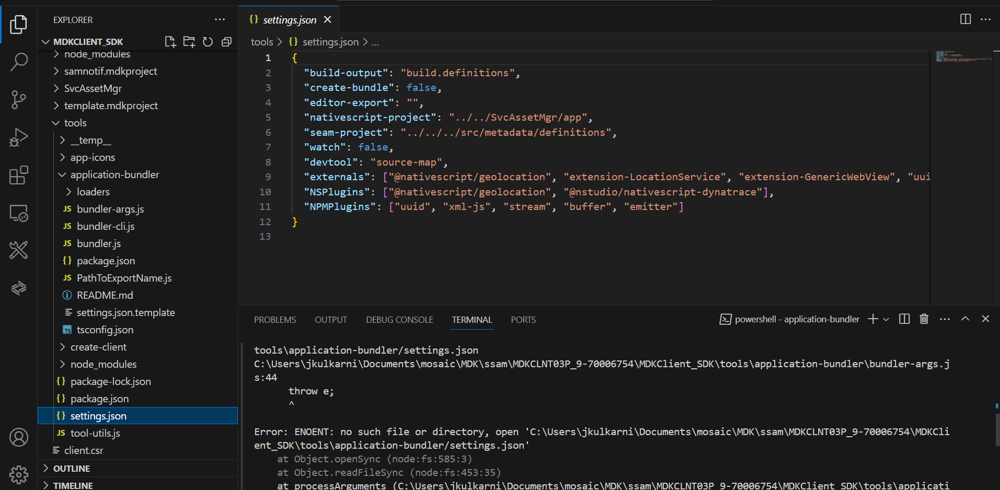 EXPLORER
MDKCLIENT_SDK
node_modules
samnotif.mdkproject
SvcAssetMgr
template.mdkproject
tools
__temp__
app-icons
application-bundler
loaders
JS bundler-args.js
JS bundler-cli.js
JS bundler.js
{} package.json
JS PathToExportName.js
README.md
settings.json.template
TS tsconfig.json
create-client
node_modules
{} package-lock.json
{} package.json
{} settings.json
JS tool-utils.js
client.csr
OUTLINE
TIMELINE
{} settings.json
tools > {} settings.json > ...
1 {
2 "build-output": "build.definitions",
3 "create-bundle": false,
4 "editor-export": "",
5 "nativescript-project": "../../SvcAssetMgr/app",
6 "seam-project": "../../../src/metadata/definitions",
7 "watch": false,
8 "devtool": "source-map",
9 "externals": ["@nativescript/geolocation", "extension-LocationService", "extension-GenericWebView", "uui
10 "NSPlugins": ["@nativescript/geolocation", "@nstudio/nativescript-dynatrace"],
11 "NPMPlugins": ["uuid", "xml-js", "stream", "buffer", "emitter"]
12 }
13
PROBLEMS OUTPUT DEBUG CONSOLE TERMINAL PORTS
powershell - application-bundler
tools\application-bundler/settings.json
C:\Users\jkulkarni\Documents\mosaic\MDK\ssam\MDKCLNT03P_9-70006754\MDKClient_SDK\tools\application-bundler\bundler-args.j
s:44
throw e;
^
Error: ENOENT: no such file or directory, open 'C:\Users\jkulkarni\Documents\mosaic\MDK\ssam\MDKCLNT03P_9-70006754\MDKCli
ent_SDK\tools\application-bundler/settings.json'
at Object.openSync (node:fs:585:3)
at Object.readFileSync (node:fs:453:35)
at processArguments (C:\Users\jkulkarni\Documents\mosaic\MDK\ssam\MDKCLNT03P_9-70006754\MDKClient_SDK\tools\applicati